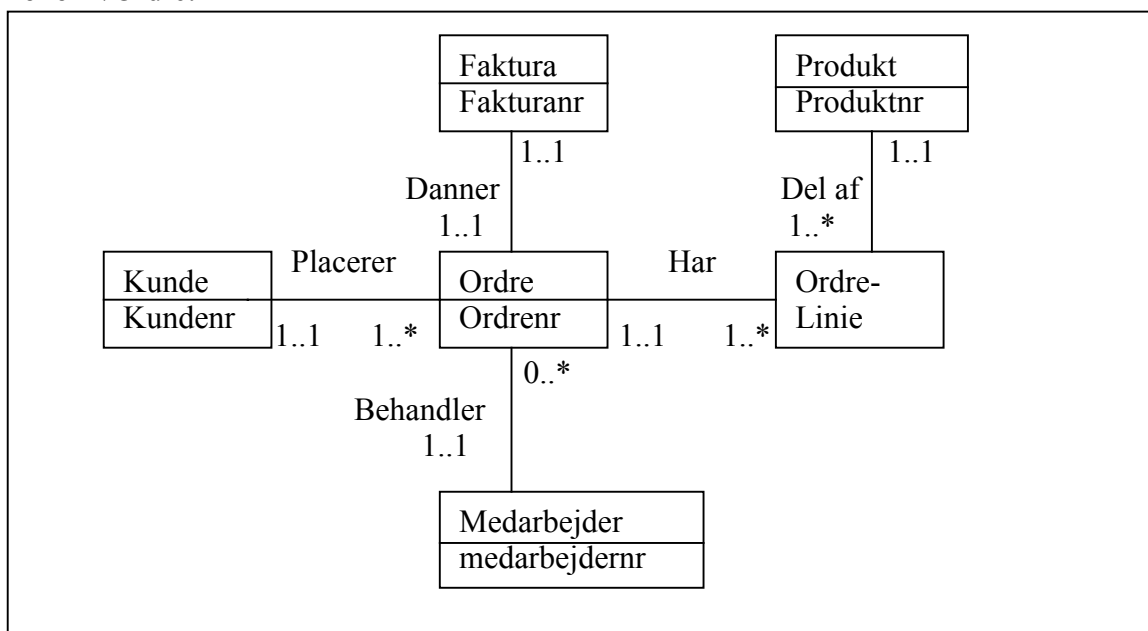 Faktura
Fakturanr
Produkt
Produktnr
1..1
1..1
Danner
Del af
1..1
1..*
Placerer
Har
Kunde
Kundenr
Ordre
Ordrenr
Ordre-
Linie
1..1
1..*
1..1
1..*
0..*
Behandler
1..1
Medarbejder
medarbejdernr